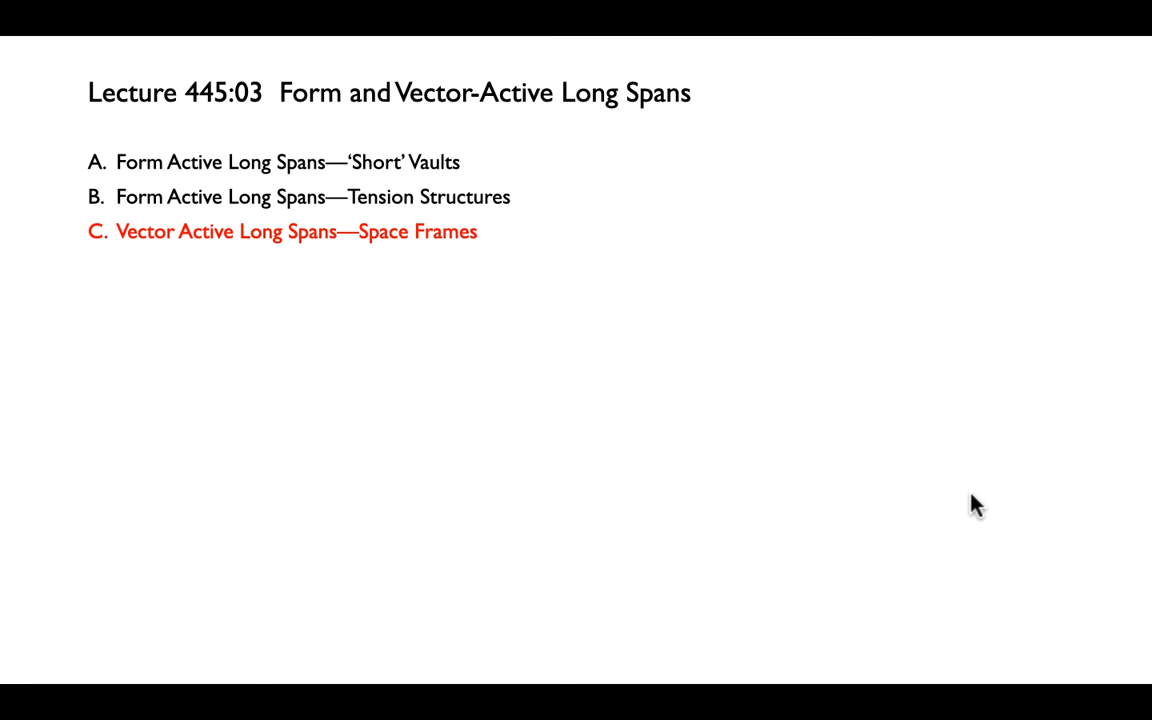 Lecture 445:03 Form and Vector-Active Long Spans
A. Form Active Long Spans—‘Short’ Vaults
B. Form Active Long Spans—Tension Structures
C. Vector Active Long Spans—Space Frames